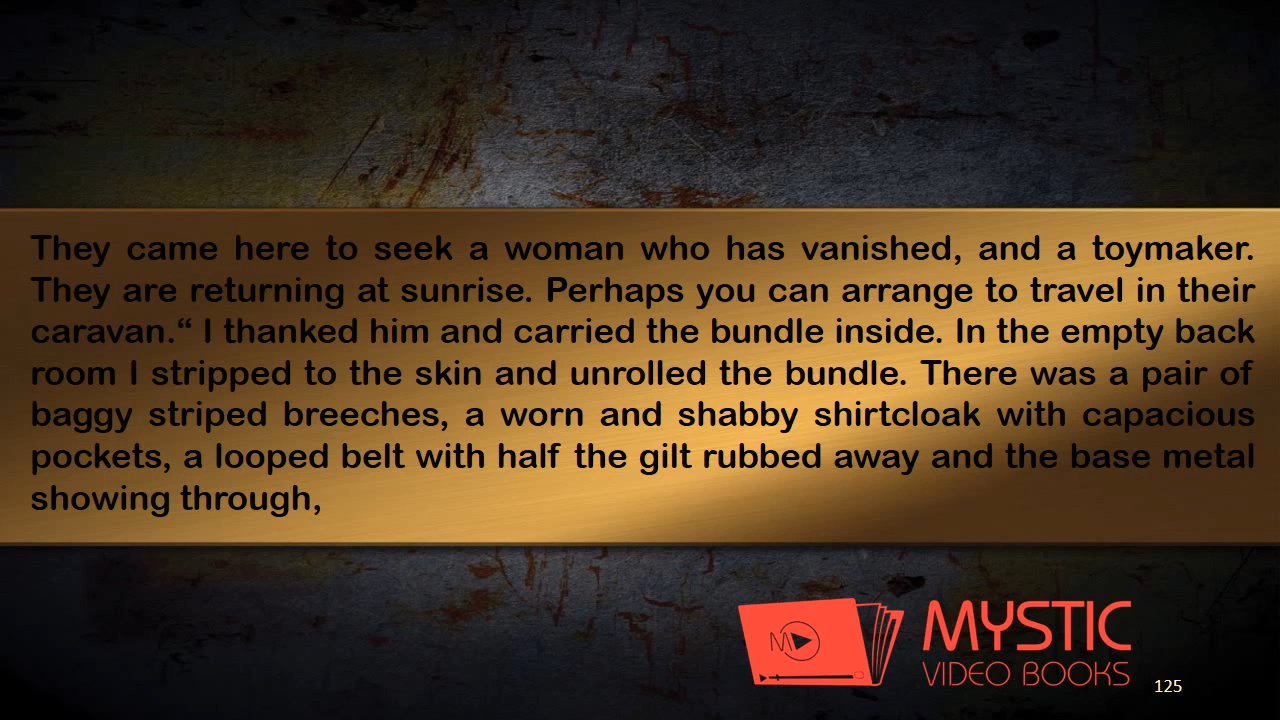 They came here to seek a woman who has vanished, and a toymaker.
They are returning at sunrise. Perhaps you can arrange to travel in their
caravan.“ I thanked him and carried the bundle inside. In the empty back
room I stripped to the skin and unrolled the bundle. There was a pair of
baggy striped breeches, a worn and shabby shirtcloak with capacious
pockets, a looped belt with half the gilt rubbed away and the base metal
showing through,
M
MYSTIC
VIDEO BOOKS
125